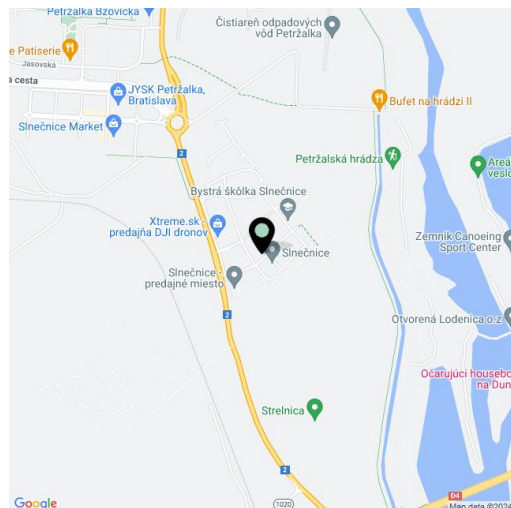 Petržalka Bzovícka
Čistiareň odpadových
vôd Petržalka
e Patiserie
Jasovská
a cesta
JYSK Petržalka,
Bratislava
Bufet na hrádzi II
Slnečnice Market
2
Petržalská hrádza
Areá
veslo
Bystrá škôlka Slnečnice
Xtreme.sk -
predajňa DJI dronov
Zemník Canoeing
Sport Center
Slnečnice
Slnečnice -
predajné miesto
2
Otvorená Lodenica o.z
Očarujúci housebo
na Dun
Strelnica
2
D4
1020
Google
Map data ©2024